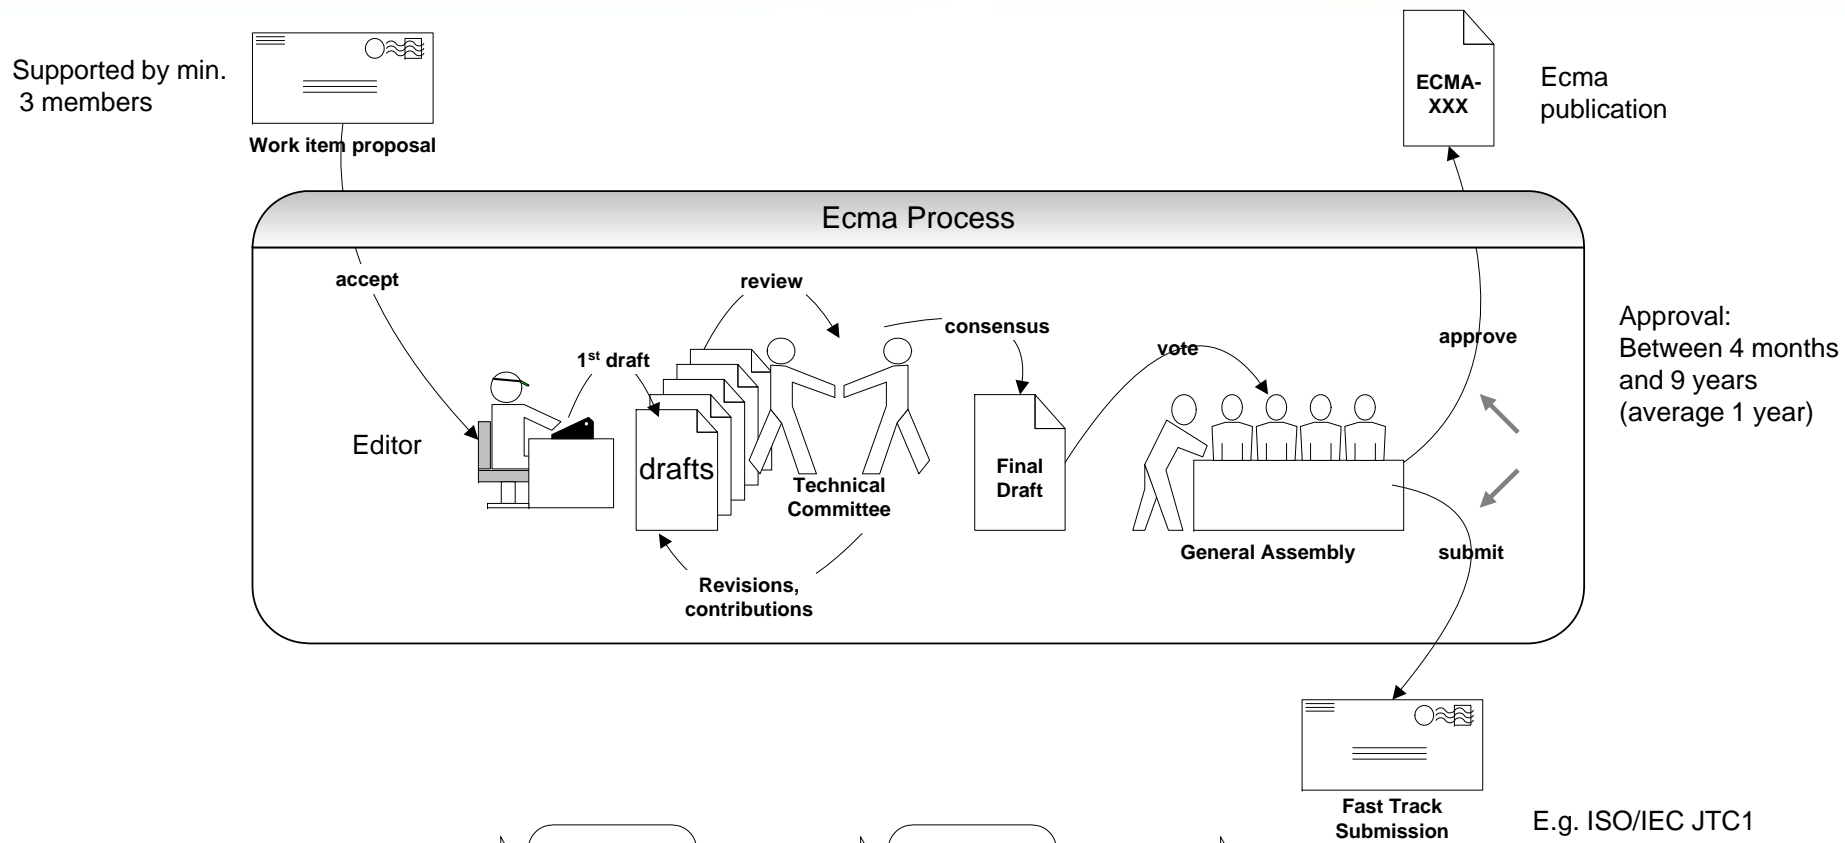 Supported by min.
3 members
Work item proposal
ECMA-
XXX
Ecma
publication
Ecma Process
accept
review
consensus
1st draft
vote
approve
Approval:
Between 4 months
and 9 years
(average 1 year)
Editor
drafts
Technical
Committee
Final
Draft
General Assembly
submit
Revisions,
contributions
Fast Track
Submission
E.g. ISO/IEC JTC1